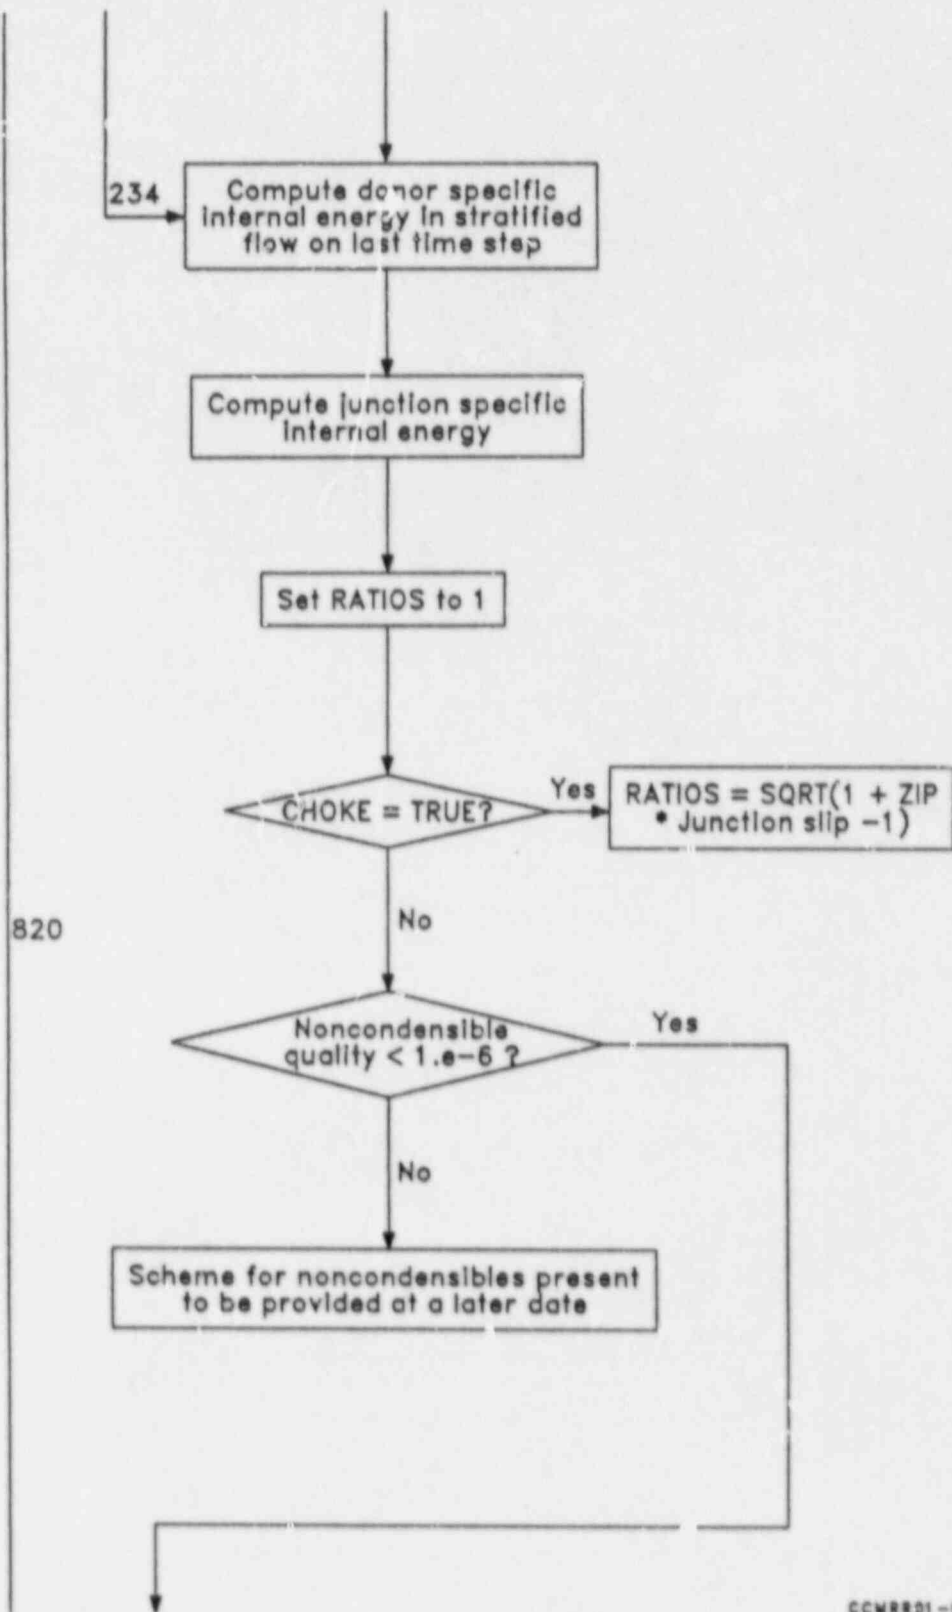 234
Compute donor specific
internal energy in stratified
flow on last time step
Compute junction specific
internal energy
Set RATIOS to 1
CHOKE = TRUE?
Yes
RATIOS = SQRT(1 + ZIP
* Junction slip -1)
No
820
Noncondensible
quality < 1.e-6 ?
Yes
No
Scheme for noncondensibles present
to be provided at a later date